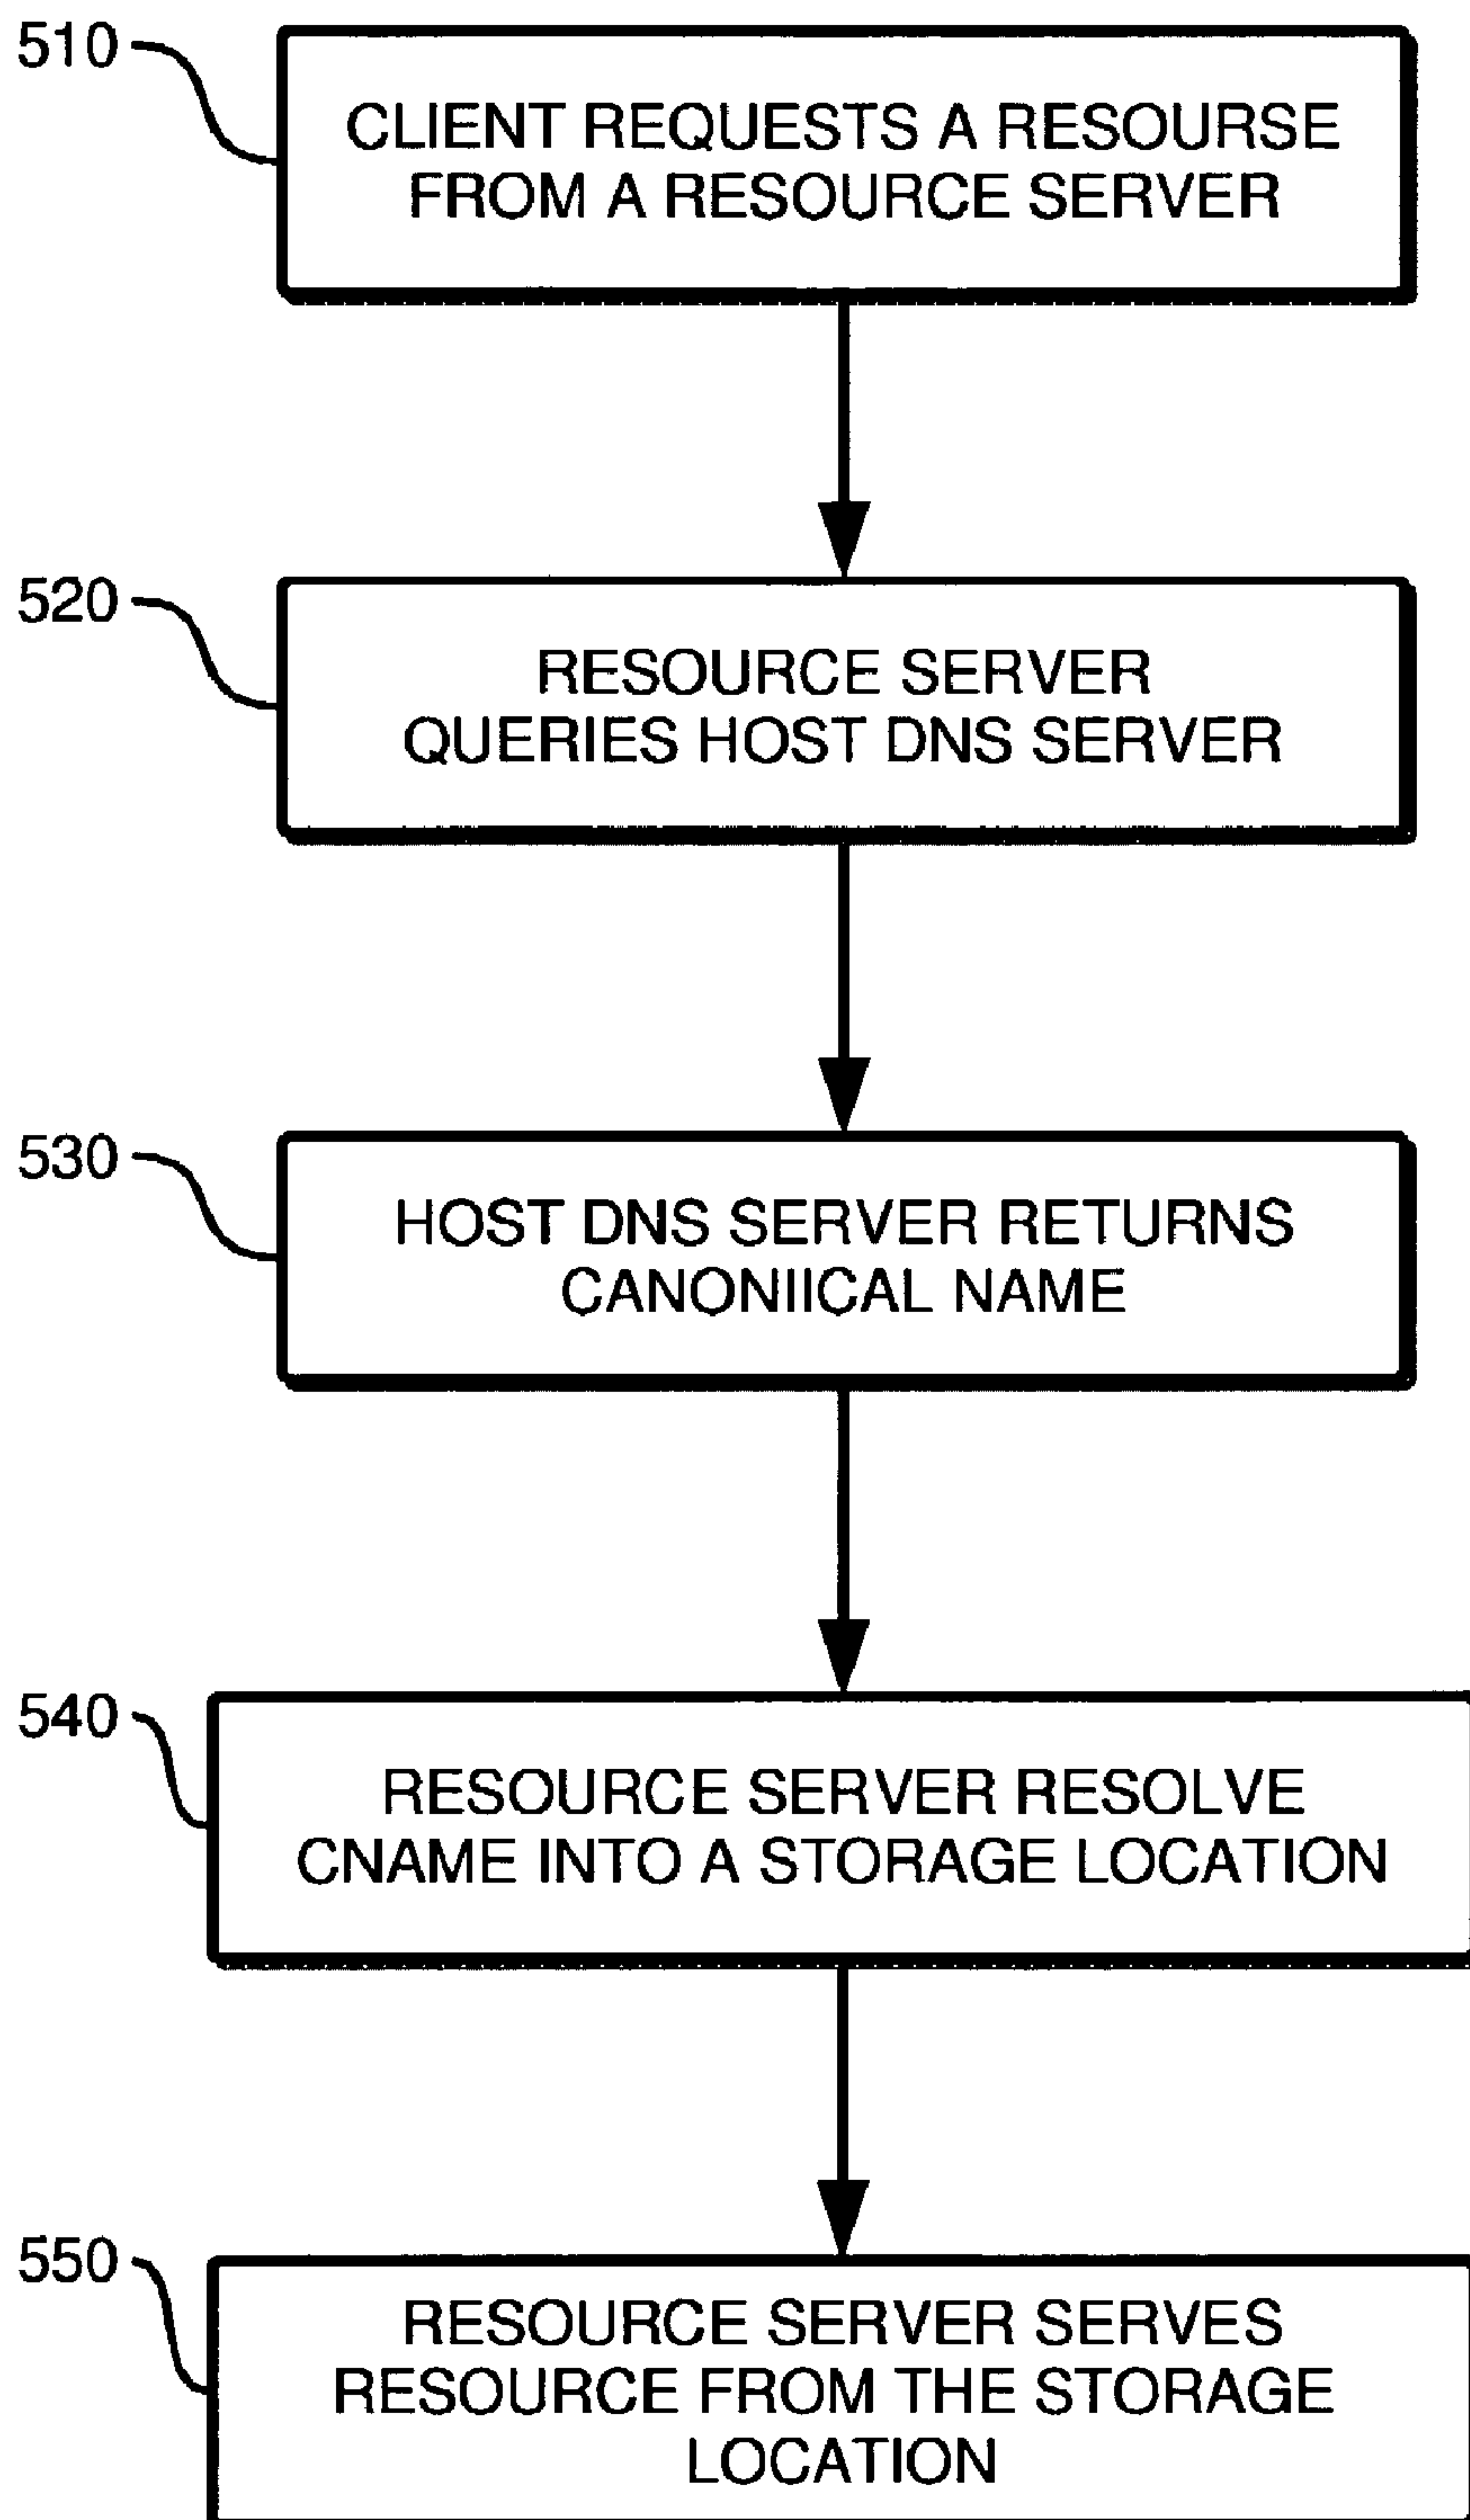 510
CLIENT REQUESTS A RESOURSE
FROM A RESOURCE SERVER
520
RESOURCE SERVER
QUERIES HOST DNS SERVER
530
HOST DNS SERVER RETURNS
CANONIICAL NAME
540
RESOURCE SERVER RESOLVE
CNAME INTO A STORAGE LOCATION
550
RESOURCE SERVER SERVES
RESOURCE FROM THE STORAGE
LOCATION